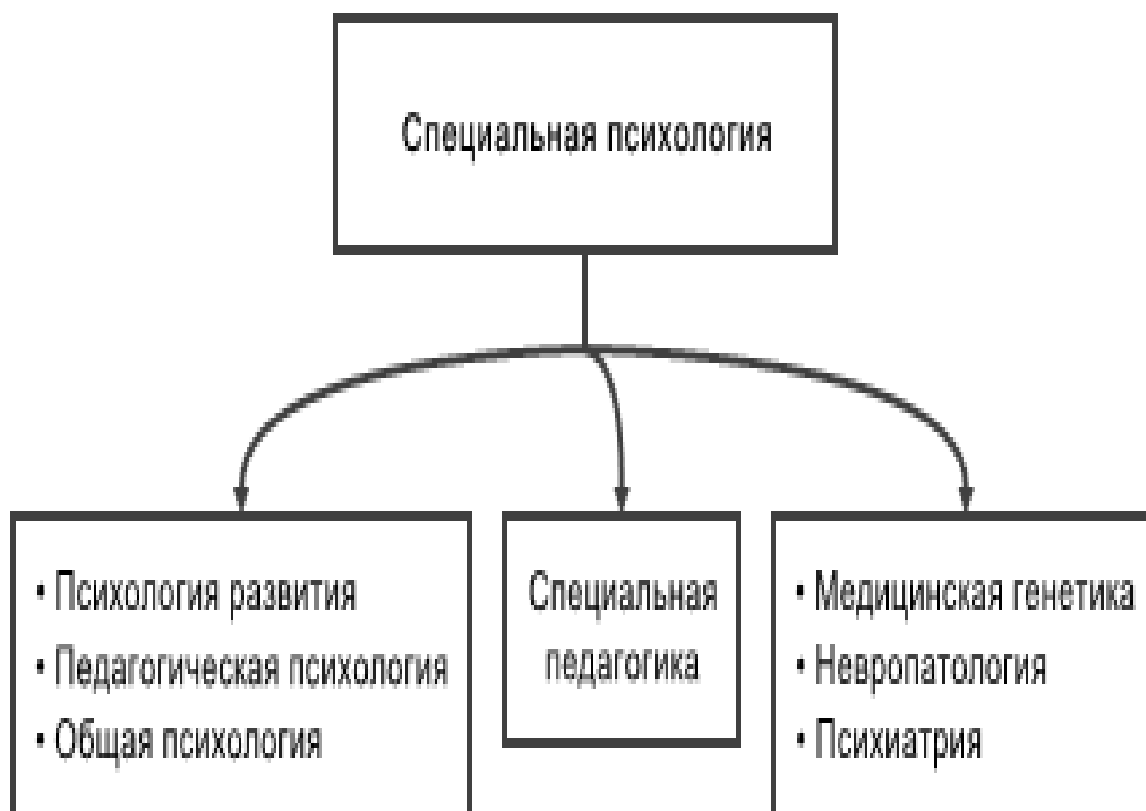 Специальная психология
• Психология развития
• Педагогическая психология
• Общая психология
Специальная
педагогика
• Медицинская генетика
• Невропатология
• Психиатрия